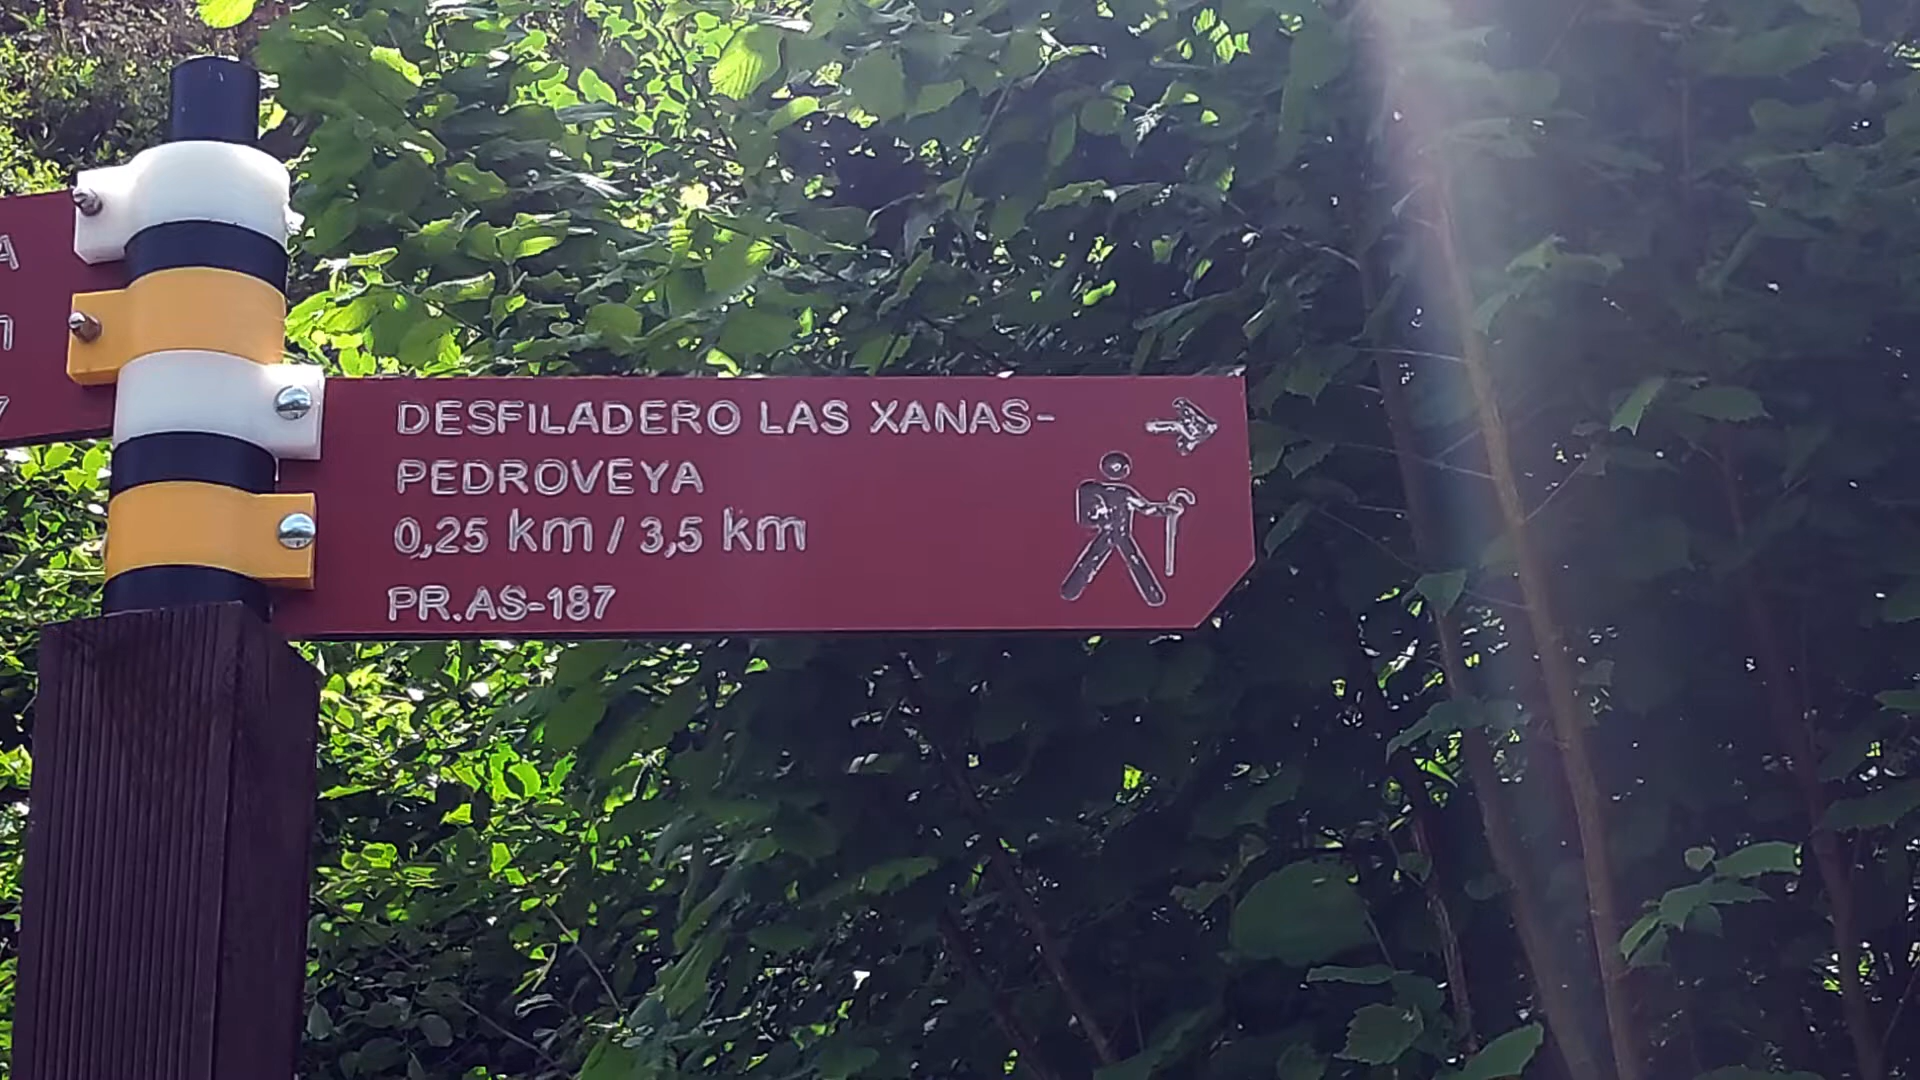 DESFILADERO LAS XANAS-
PEDROVEYA
0,25 km / 3,5 km
PR.AS-187